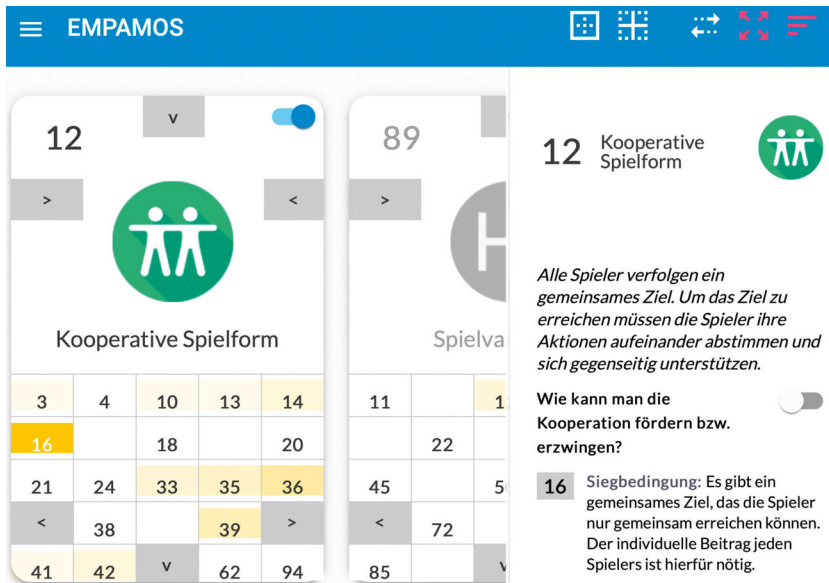 EMPAMOS
12
v
>
<
Kooperative Spielform
3 4 10 13 14
16 18 20
21 24 33 35 36
< 38 39 >
41 42 v 62 94
89
>
H
Spielva
11 1
22
45 5
< 72
85 v
12 Kooperative
Spielform
Alle Spieler verfolgen ein
gemeinsames Ziel. Um das Ziel zu
erreichen müssen die Spieler ihre
Aktionen aufeinander abstimmen und
sich gegenseitig unterstützen.
Wie kann man die
Kooperation fördern bzw.
erzwingen?
16 Siegbedingung: Es gibt ein
gemeinsames Ziel, das die Spieler
nur gemeinsam erreichen können.
Der individuelle Beitrag jeden
Spielers ist hierfür nötig.